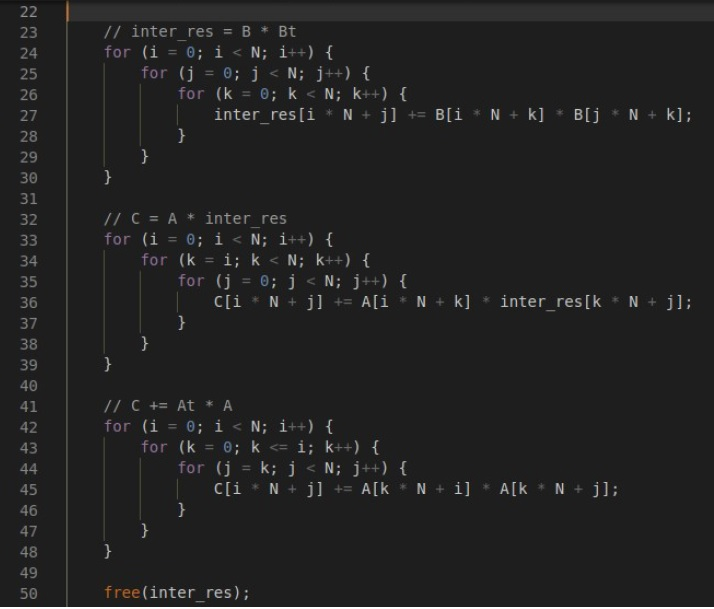 22
23 // inter_res = B * Bt
24 for (i = 0; i < N; i++) {
25 for (j = 0; j < N; j++) {
26 for (k = 0; k < N; k++) {
27 inter_res[i * N + j] += B[i * N + k] * B[j * N + k];
28 }
29 }
30 }
31
32 // C = A * inter_res
33 for (i = 0; i < N; i++) {
34 for (k = i; k < N; k++) {
35 for (j = 0; j < N; j++) {
36 C[i * N + j] += A[i * N + k] * inter_res[k * N + j];
37 }
38 }
39 }
40
41 // C += At * A
42 for (i = 0; i < N; i++) {
43 for (k = 0; k <= i; k++) {
44 for (j = k; j < N; j++) {
45 C[i * N + j] += A[k * N + i] * A[k * N + j];
46 }
47 }
48 }
49
50 free(inter_res);